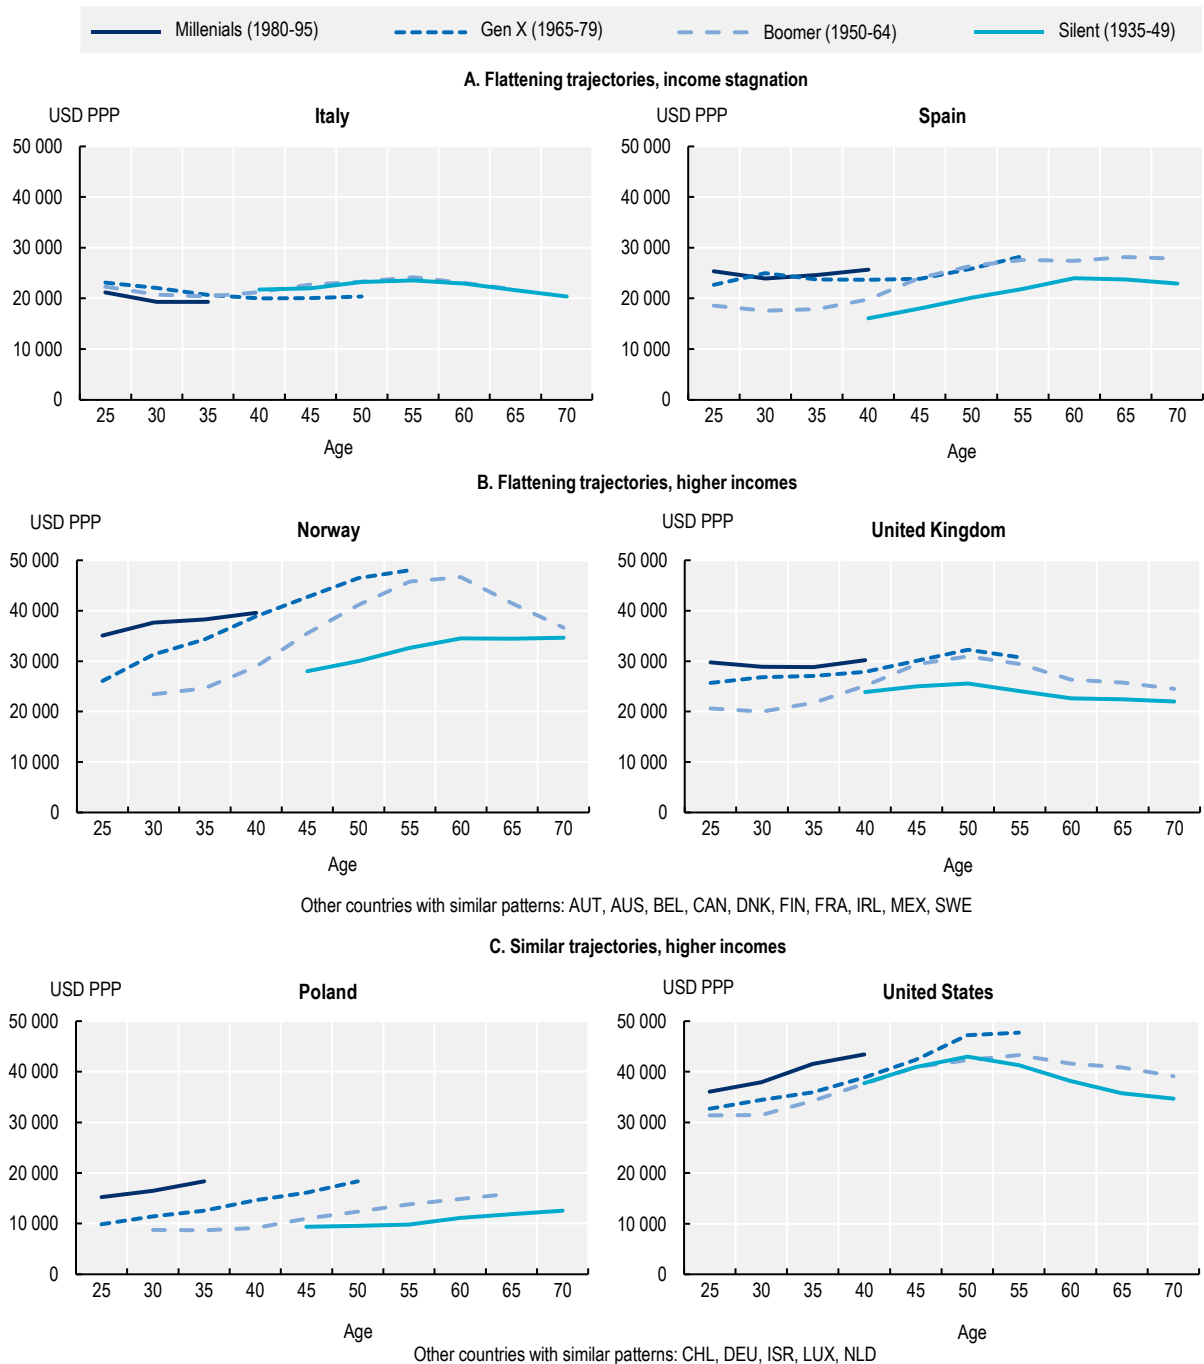 Millenials (1980-95) Gen X (1965-79) Boomer (1950-64) Silent (1935-49)
A. Flattening trajectories, income stagnation
USD PPP
Italy
50 000
40 000
30 000
20 000
10 000
0
25 30 35 40 45 50 55 60 65 70
Age
USD PPP
Spain
50 000
40 000
30 000
20 000
10 000
0
25 30 35 40 45 50 55 60 65 70
Age
B. Flattening trajectories, higher incomes
USD PPP
Norway
50 000
40 000
30 000
20 000
10 000
0
25 30 35 40 45 50 55 60 65 70
Age
USD PPP
United Kingdom
50 000
40 000
30 000
20 000
10 000
0
25 30 35 40 45 50 55 60 65 70
Age
Other countries with similar patterns: AUT, AUS, BEL, CAN, DNK, FIN, FRA, IRL, MEX, SWE
C. Similar trajectories, higher incomes
USD PPP
Poland
50 000
40 000
30 000
20 000
10 000
0
25 30 35 40 45 50 55 60 65 70
Age
USD PPP
United States
50 000
40 000
30 000
20 000
10 000
0
25 30 35 40 45 50 55 60 65 70
Age
Other countries with similar patterns: CHL, DEU, ISR, LUX, NLD